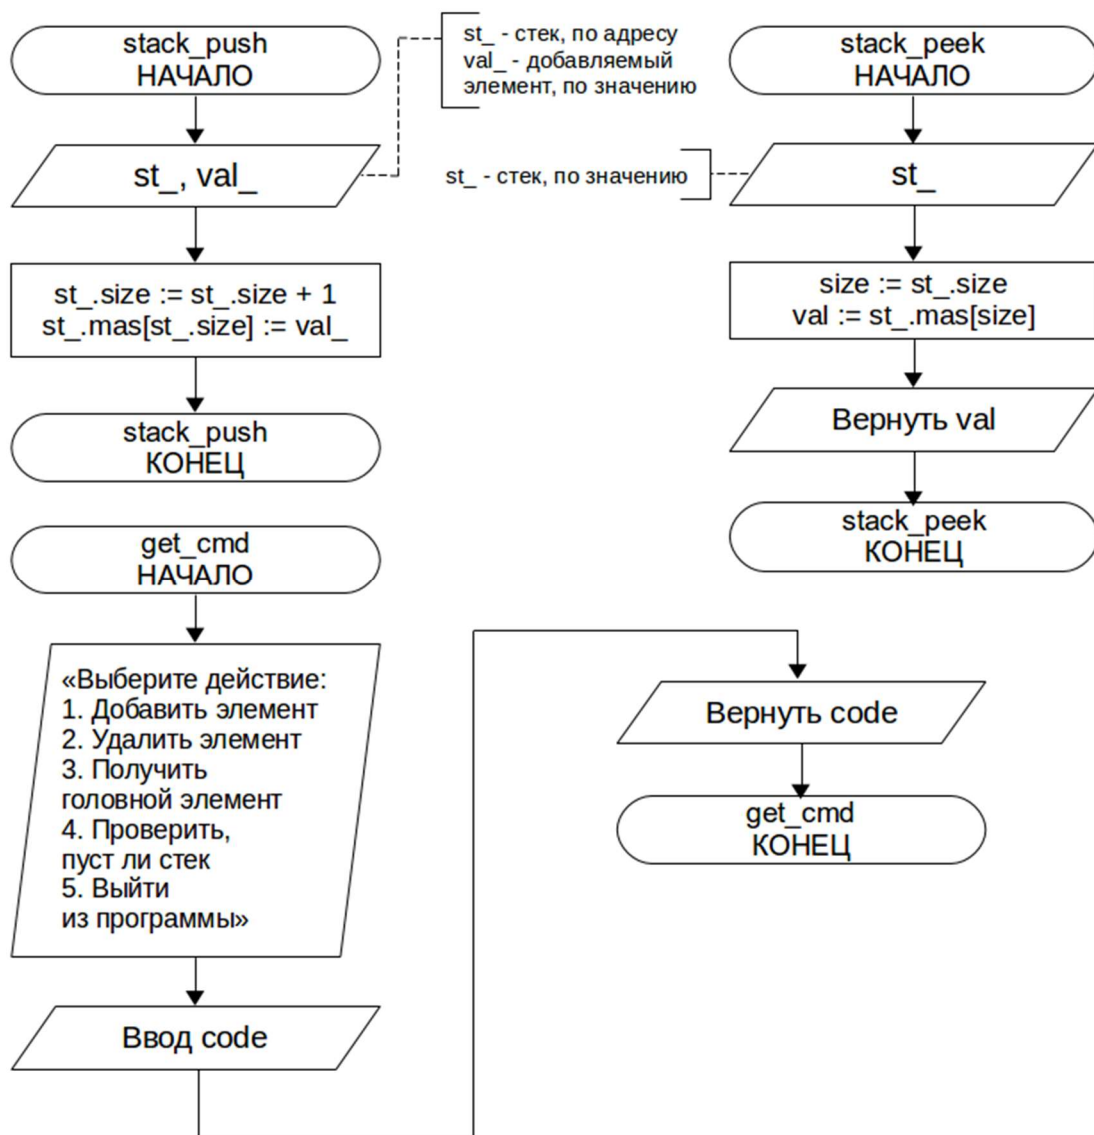 stack_push
НАЧАЛО
st_ - стек, по адресу
val_ - добавляемый
элемент, по значению
st_, val_
st_.size := st_.size + 1
st_.mas[st_.size] := val_
stack_push
КОНЕЦ
stack_peek
НАЧАЛО
st_ - стек, по значению
st_
size := st_.size
val := st_.mas[size]
Вернуть val
stack_peek
КОНЕЦ
get_cmd
НАЧАЛО
«Выберите действие:
1. Добавить элемент
2. Удалить элемент
3. Получить
головной элемент
4. Проверить,
пуст ли стек
5. Выйти
из программы»
Ввод code
Вернуть code
get_cmd
КОНЕЦ